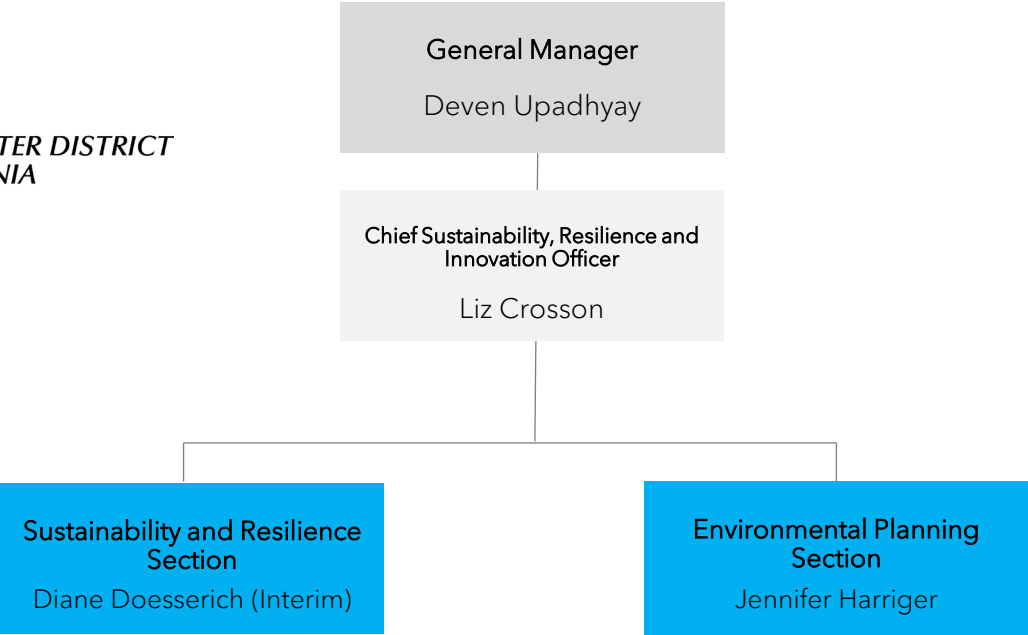 General Manager
Deven Upadhyay
TER DISTRICT
NIA
Chief Sustainability, Resilience and
Innovation Officer
Liz Crosson
Sustainability and Resilience
Section
Diane Doesserich (Interim)
Environmental Planning
Section
Jennifer Harriger